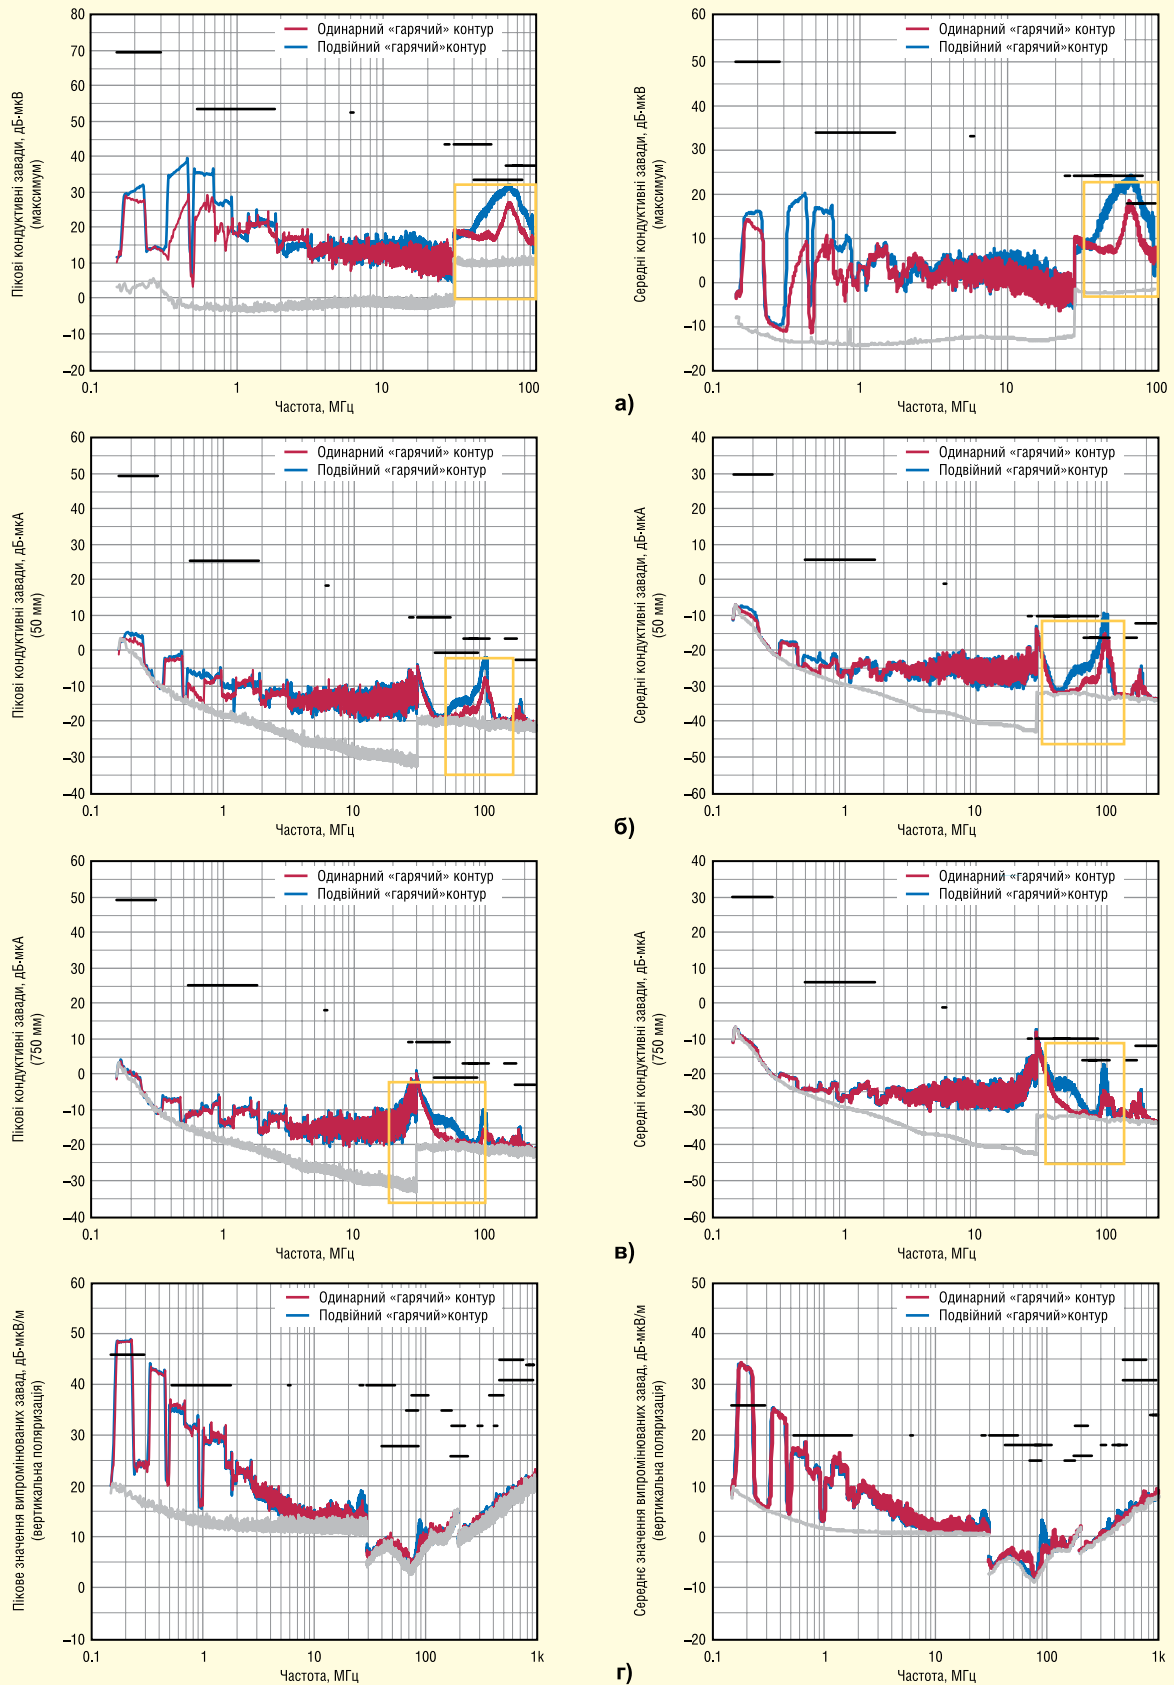 Пікові кондуктивні завади, дБ·мкВ
(максимум)
Одинарний «гарячий» контур
Подвійний «гарячий»контур
80
70
60
50
40
30
20
10
0
–10
–20
0.1
1
10
100
Частота, МГц
Середні кондуктивні завади, дБ·мкВ
(максимум)
Одинарний «гарячий» контур
Подвійний «гарячий»контур
60
50
40
30
20
10
0
–10
–20
0.1
1
10
100
Частота, МГц
а)
Пікові кондуктивні завади, дБ·мкА
(50 мм)
Одинарний «гарячий» контур
Подвійний «гарячий»контур
60
50
40
30
20
10
0
–10
–20
–30
–40
0.1
1
10
100
Частота, МГц
Середні кондуктивні завади, дБ·мкА
(50 мм)
Одинарний «гарячий» контур
Подвійний «гарячий»контур
40
30
20
10
0
–10
–20
–30
–40
–50
–60
0.1
1
10
100
Частота, МГц
б)
Пікові кондуктивні завади, дБ·мкА
(750 мм)
Одинарний «гарячий» контур
Подвійний «гарячий»контур
60
50
40
30
20
10
0
–10
–20
–30
–40
0.1
1
10
100
Частота, МГц
Середні кондуктивні завади, дБ·мкА
(750 мм)
Одинарний «гарячий» контур
Подвійний «гарячий»контур
40
30
20
10
0
–10
–20
–30
–40
–50
–60
0.1
1
10
100
Частота, МГц
в)
Пікове значення випромінюваних завад, дБ·мкВ/м
(вертикальна поляризація)
Одинарний «гарячий» контур
Подвійний «гарячий»контур
60
50
40
30
20
10
0
–10
0.1
1
10
100
1k
Частота, МГц
Середнє значення випромінюваних завад, дБ·мкВ/м
(вертикальна поляризація)
Одинарний «гарячий» контур
Подвійний «гарячий»контур
50
40
30
20
10
0
–10
–20
0.1
1
10
100
1k
Частота, МГц
г)